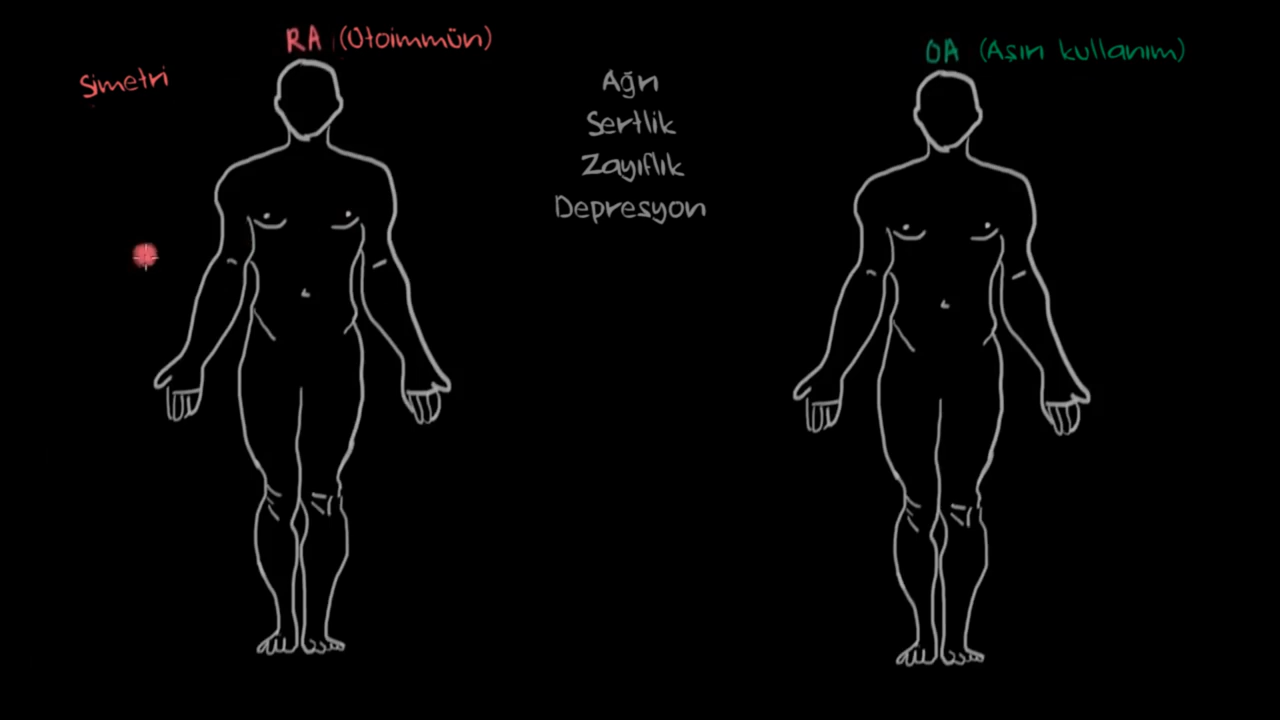 RA (Otoimmün)
OA (Aşırı kullanım)
Simetri
Ağrı
Sertlik
Zayıflık
Depresyon